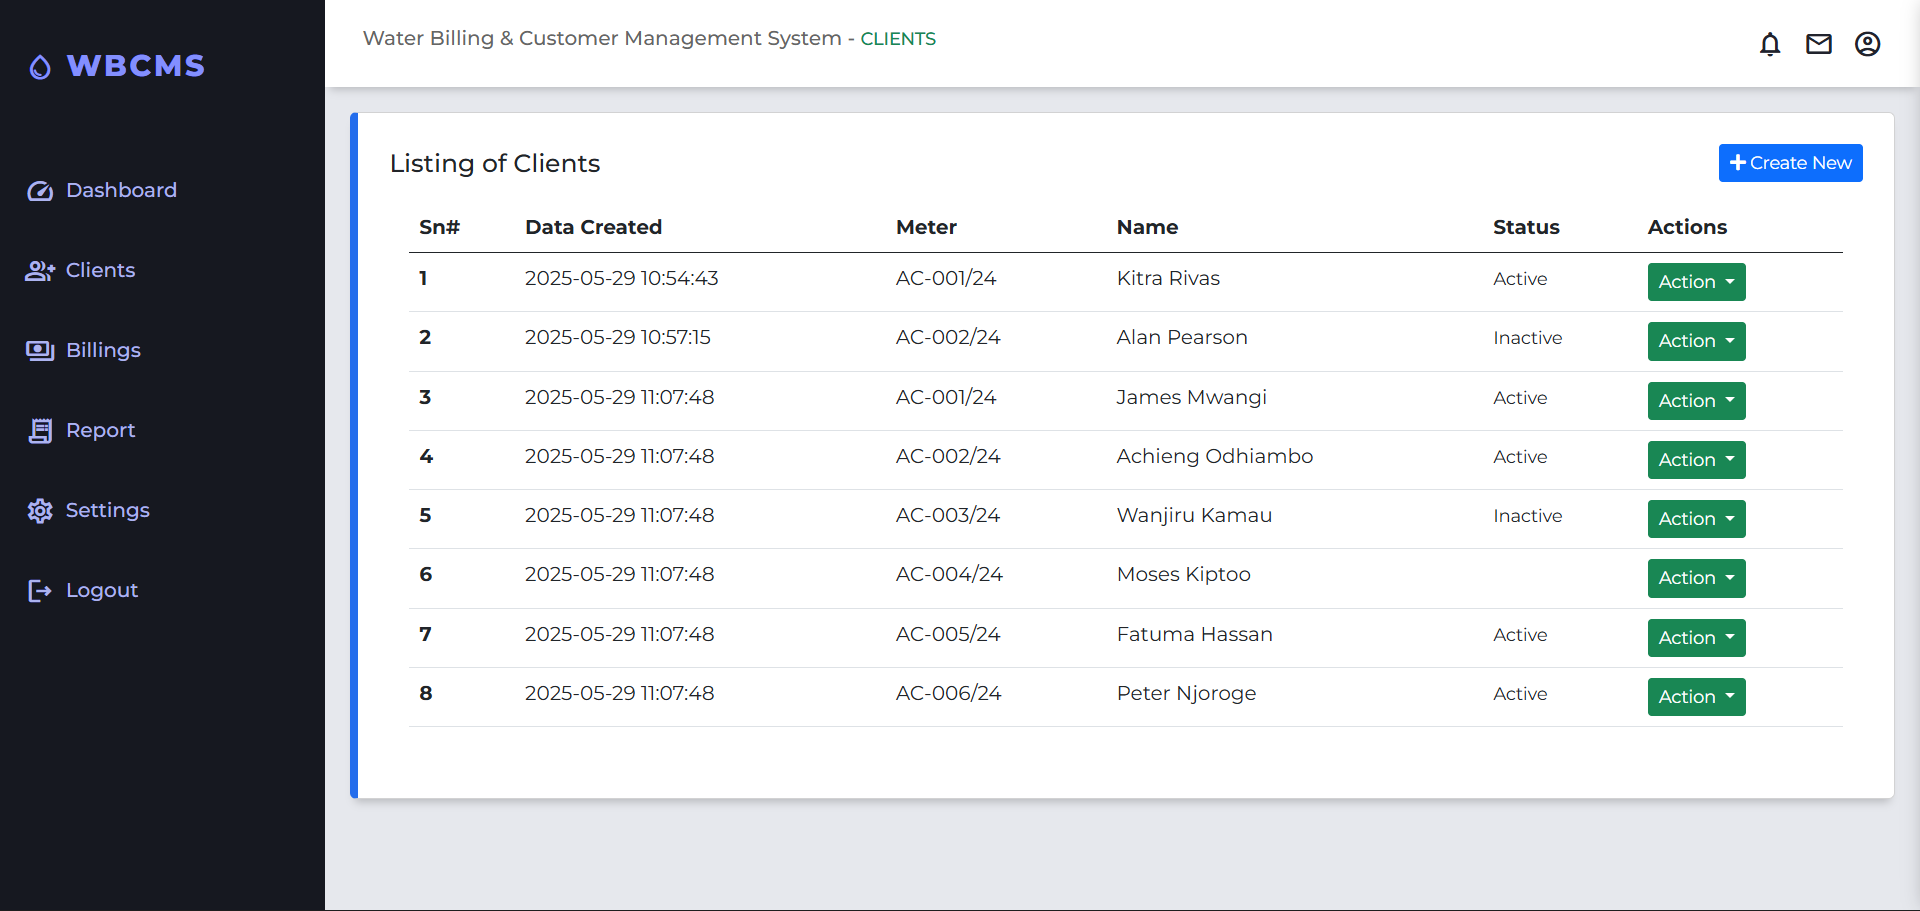 WBCMS
Dashboard
Clients
Billings
Report
Settings
Logout
Water Billing & Customer Management System - CLIENTS
Listing of Clients
Create New
Sn# Data Created Meter Name Status Actions
1 2025-05-29 10:54:43 AC-001/24 Kitra Rivas Active Action
2 2025-05-29 10:57:15 AC-002/24 Alan Pearson Inactive Action
3 2025-05-29 11:07:48 AC-001/24 James Mwangi Active Action
4 2025-05-29 11:07:48 AC-002/24 Achieng Odhiambo Active Action
5 2025-05-29 11:07:48 AC-003/24 Wanjiru Kamau Inactive Action
6 2025-05-29 11:07:48 AC-004/24 Moses Kiptoo Action
7 2025-05-29 11:07:48 AC-005/24 Fatuma Hassan Active Action
8 2025-05-29 11:07:48 AC-006/24 Peter Njoroge Active Action